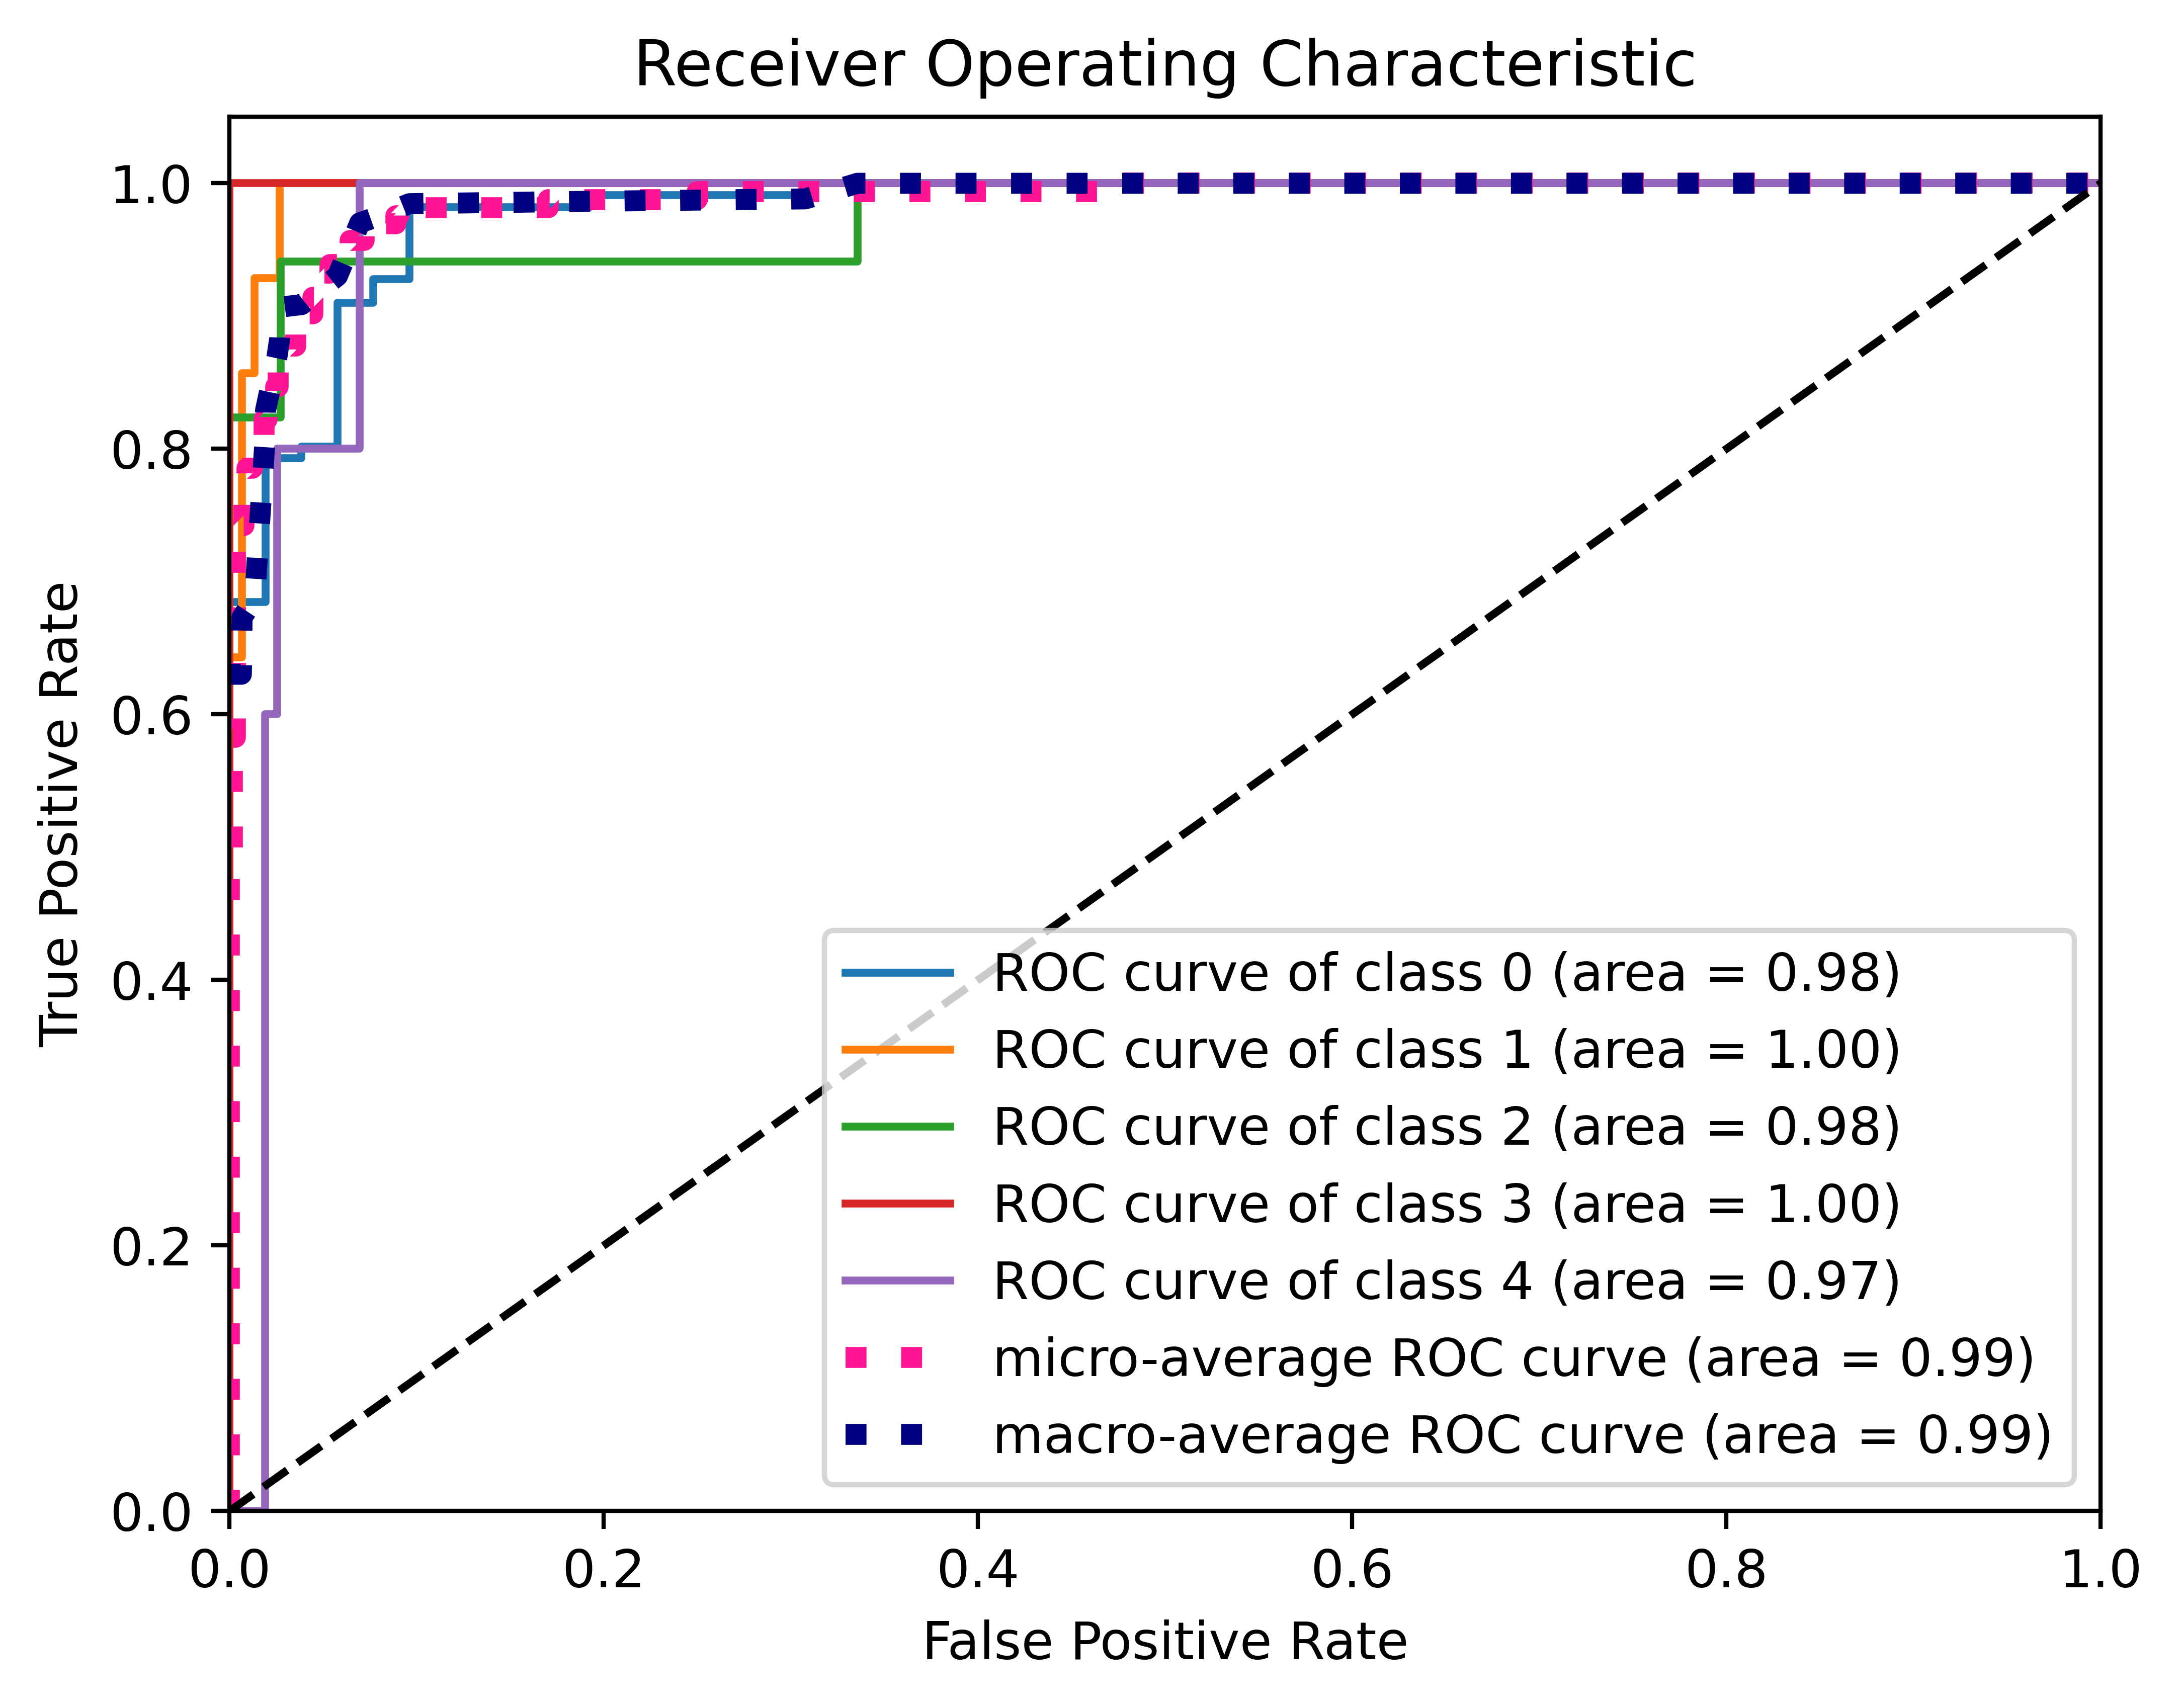 Receiver Operating Characteristic
1.0
0.8
0.6
0.4
0.2
0.0
True Positive Rate
ROC curve of class 0 (area = 0.98)
ROC curve of class 1 (area = 1.00)
ROC curve of class 2 (area = 0.98)
ROC curve of class 3 (area = 1.00)
ROC curve of class 4 (area = 0.97)
micro-average ROC curve (area = 0.99)
macro-average ROC curve (area = 0.99)
0.0 0.2 0.4 0.6 0.8 1.0
False Positive Rate